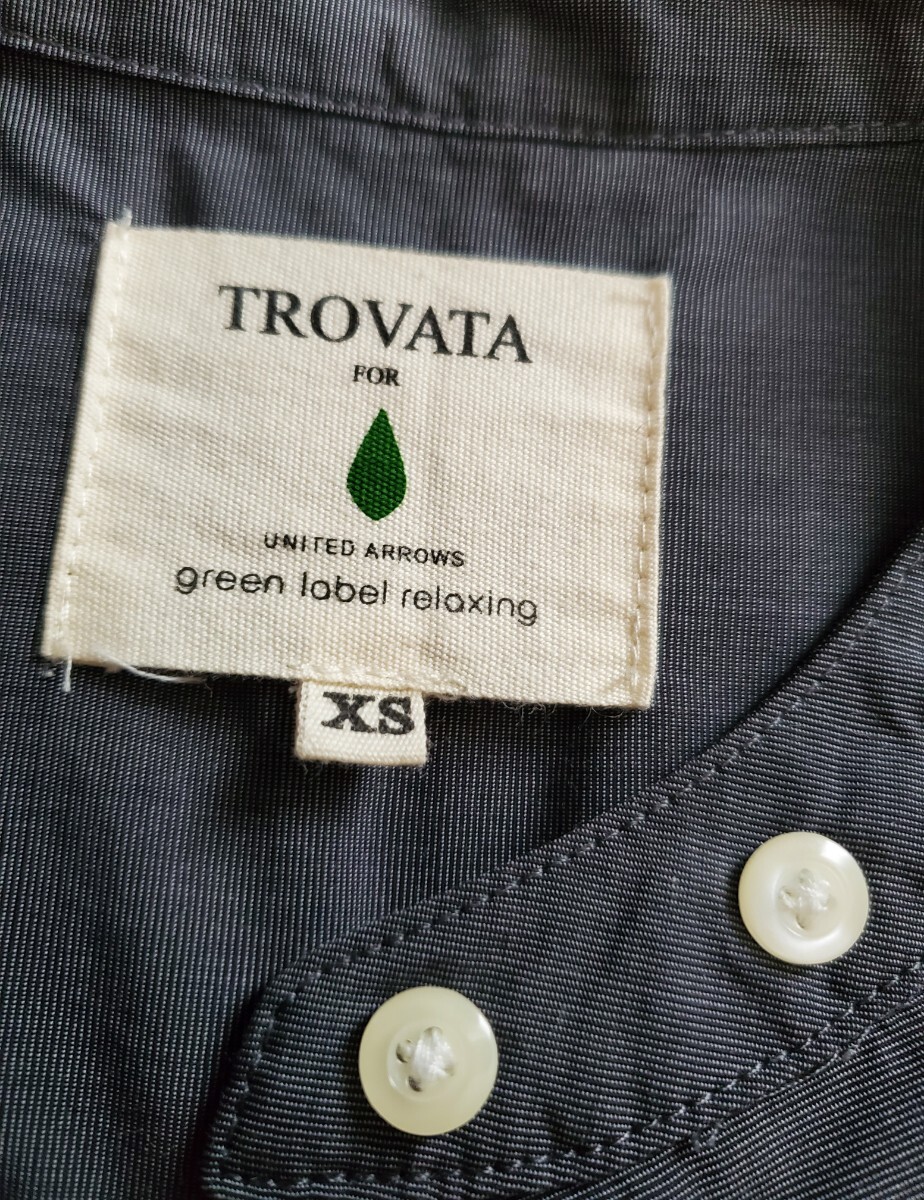 TROVATA
FOR
UNITED ARROWS
green label relaxing
XS